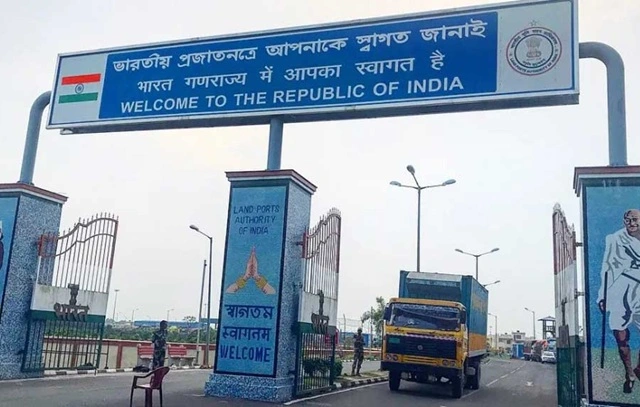 ভারতীয় প্রজাতন্ত্রে আপনাকে স্বাগত জানাই
भारत गणराज्य में आपका स्वागत है
WELCOME TO THE REPUBLIC OF INDIA
LAND PORTS
AUTHORITY
OF INDIA
स्वागतम
স্বাগতম
WELCOME